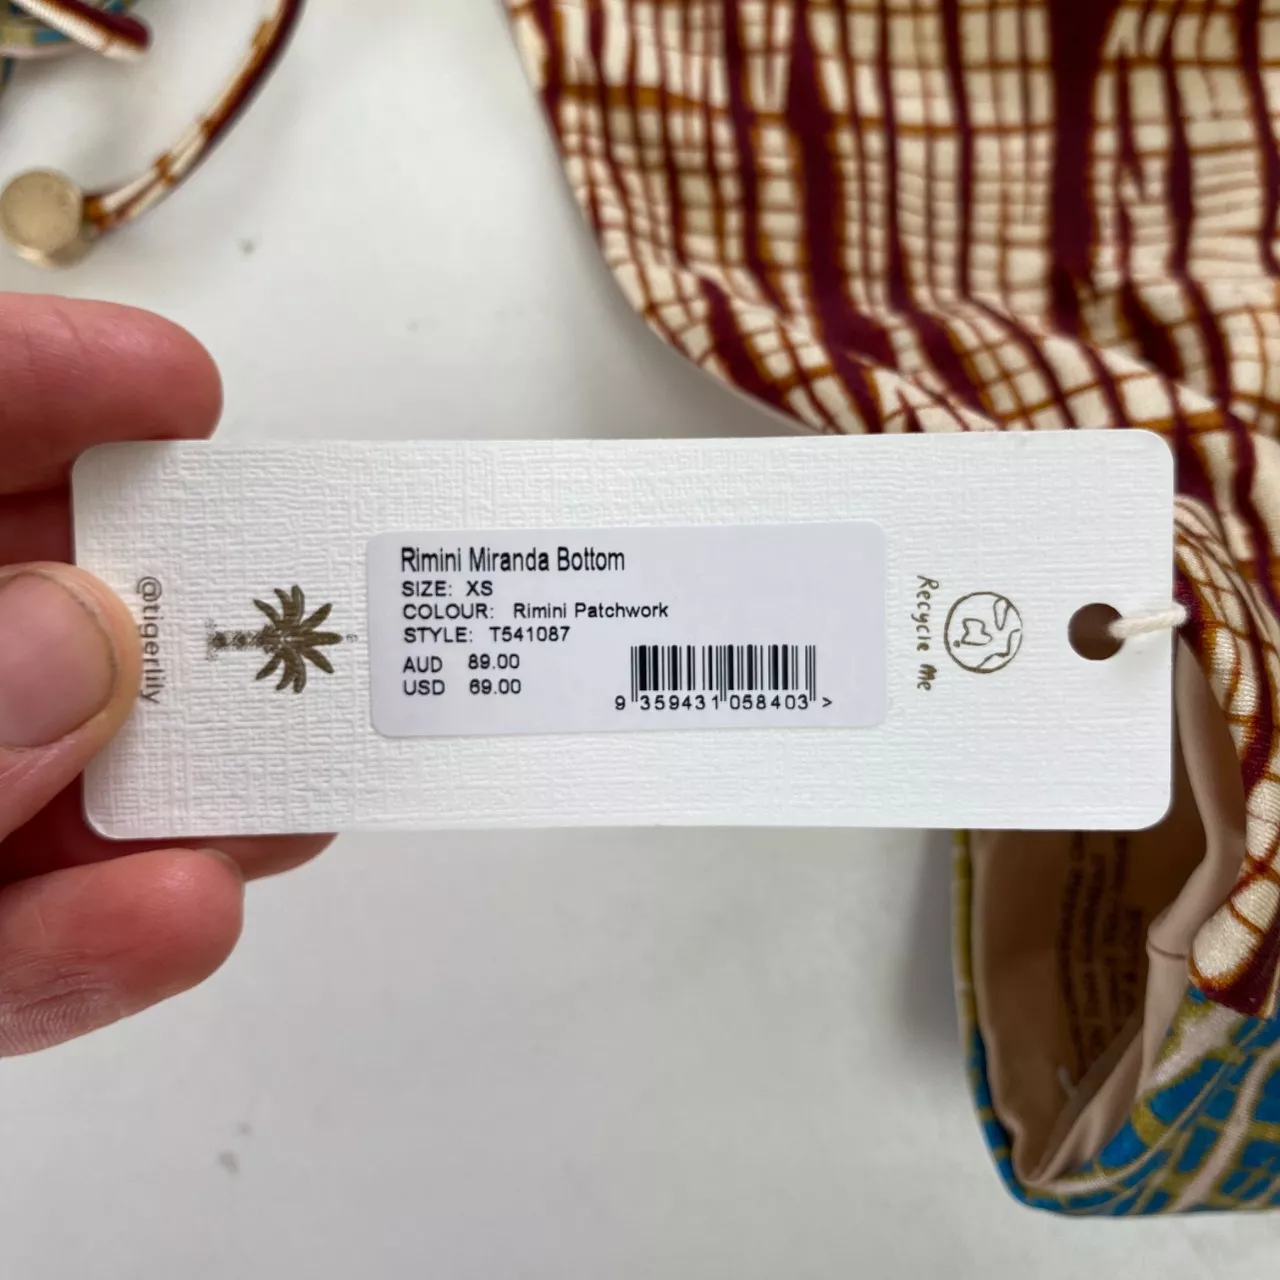 @tigerlily
Rimini Miranda Bottom
SIZE: XS
COLOUR: Rimini Patchwork
STYLE: T541087
AUD 89.00
USD 69.00
9 359431 058403 >
Recycle Me